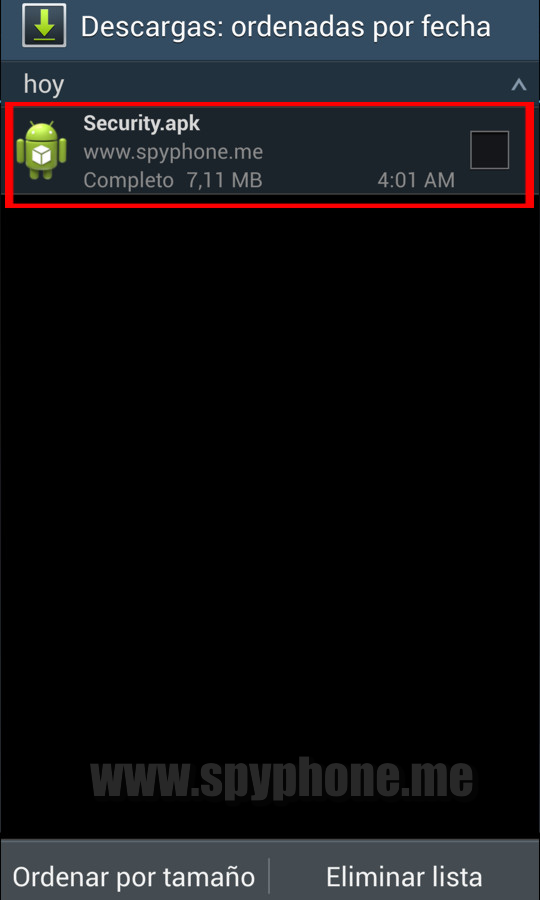 Descargas: ordenadas por fecha
hoy
Security.apk
www.spyphone.me
Completo 7,11 MB 4:01 AM
www.spyphone.me
Ordenar por tamaño Eliminar lista